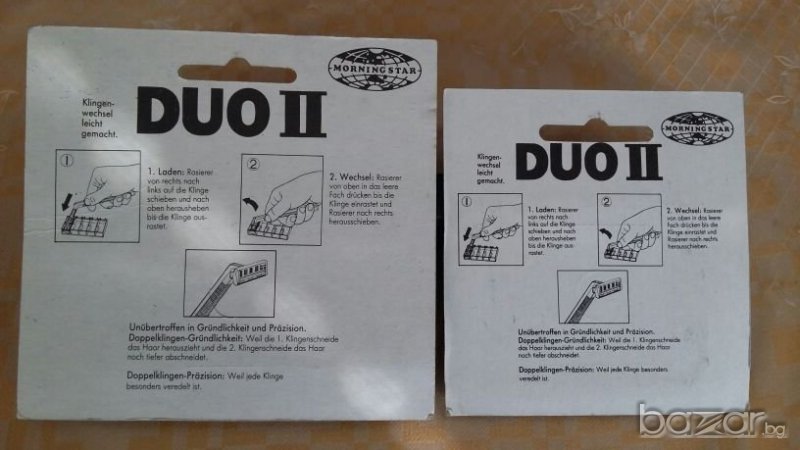 MORNING STAR
Klingen-
wechsel
leicht
gemacht.
DUO II
1
1. Laden: Rasierer
von rechts nach
links auf die Klinge
schieben und nach
oben herausheben
bis die Klinge aus-
rastet.
2
2. Wechsel: Rasierer
von oben in das leere
Fach drücken bis die
Klinge einrastet und
Rasierer nach rechts
herausschieben.
Unübertroffen in Gründlichkeit und Präzision.
Doppelklingen-Gründlichkeit: Weil die 1. Klingenschneide
das Haar herauszieht und die 2. Klingenschneide das Haar
noch tiefer abschneidet.
Doppelklingen-Präzision: Weil jede Klinge
besonders veredelt ist.
MORNING STAR
Klingen-
wechsel
leicht
gemacht.
DUO II
1
1. Laden: Rasierer
von rechts nach
links auf die Klinge
schieben und nach
oben herausheben
bis die Klinge aus-
rastet.
2
2. Wechsel: Rasierer
von oben in das leere
Fach drücken bis die
Klinge einrastet und
Rasierer nach rechts
herausschieben.
Unübertroffen in Gründlichkeit und Präzision.
Doppelklingen-Gründlichkeit: Weil die 1. Klingenschneide
das Haar herauszieht und die 2. Klingenschneide das Haar
noch tiefer abschneidet.
Doppelklingen-Präzision: Weil jede Klinge besonders
veredelt ist.
bazar.bg